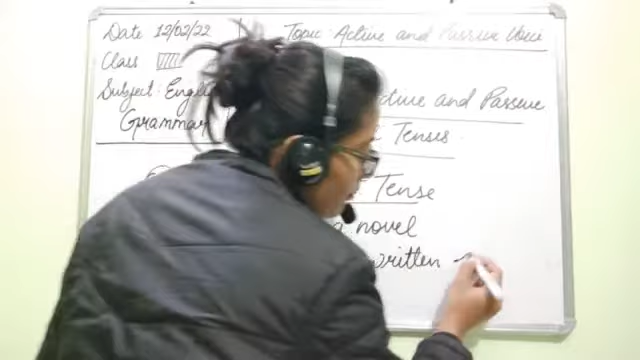 Date 12/02/22
Topic: Active and Passive Voice
Class VIII
Subject: English
Grammar
Active and Passive
Tenses.
Tense
a novel
written